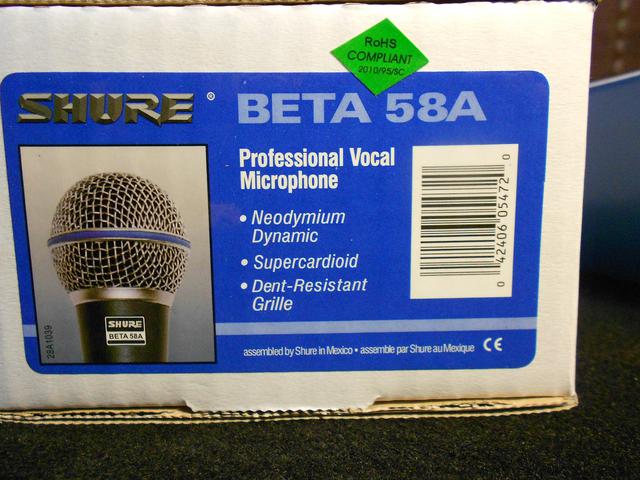 RoHS
COMPLIANT
2010/95/SC
SHURE® BETA 58A
Professional Vocal
Microphone
• Neodymium
Dynamic
• Supercardioid
• Dent-Resistant
Grille
0 42406 05472 0
SHURE
BETA 58A
28A1039
assembled by Shure in Mexico • assemble par Shure au Mexique CE